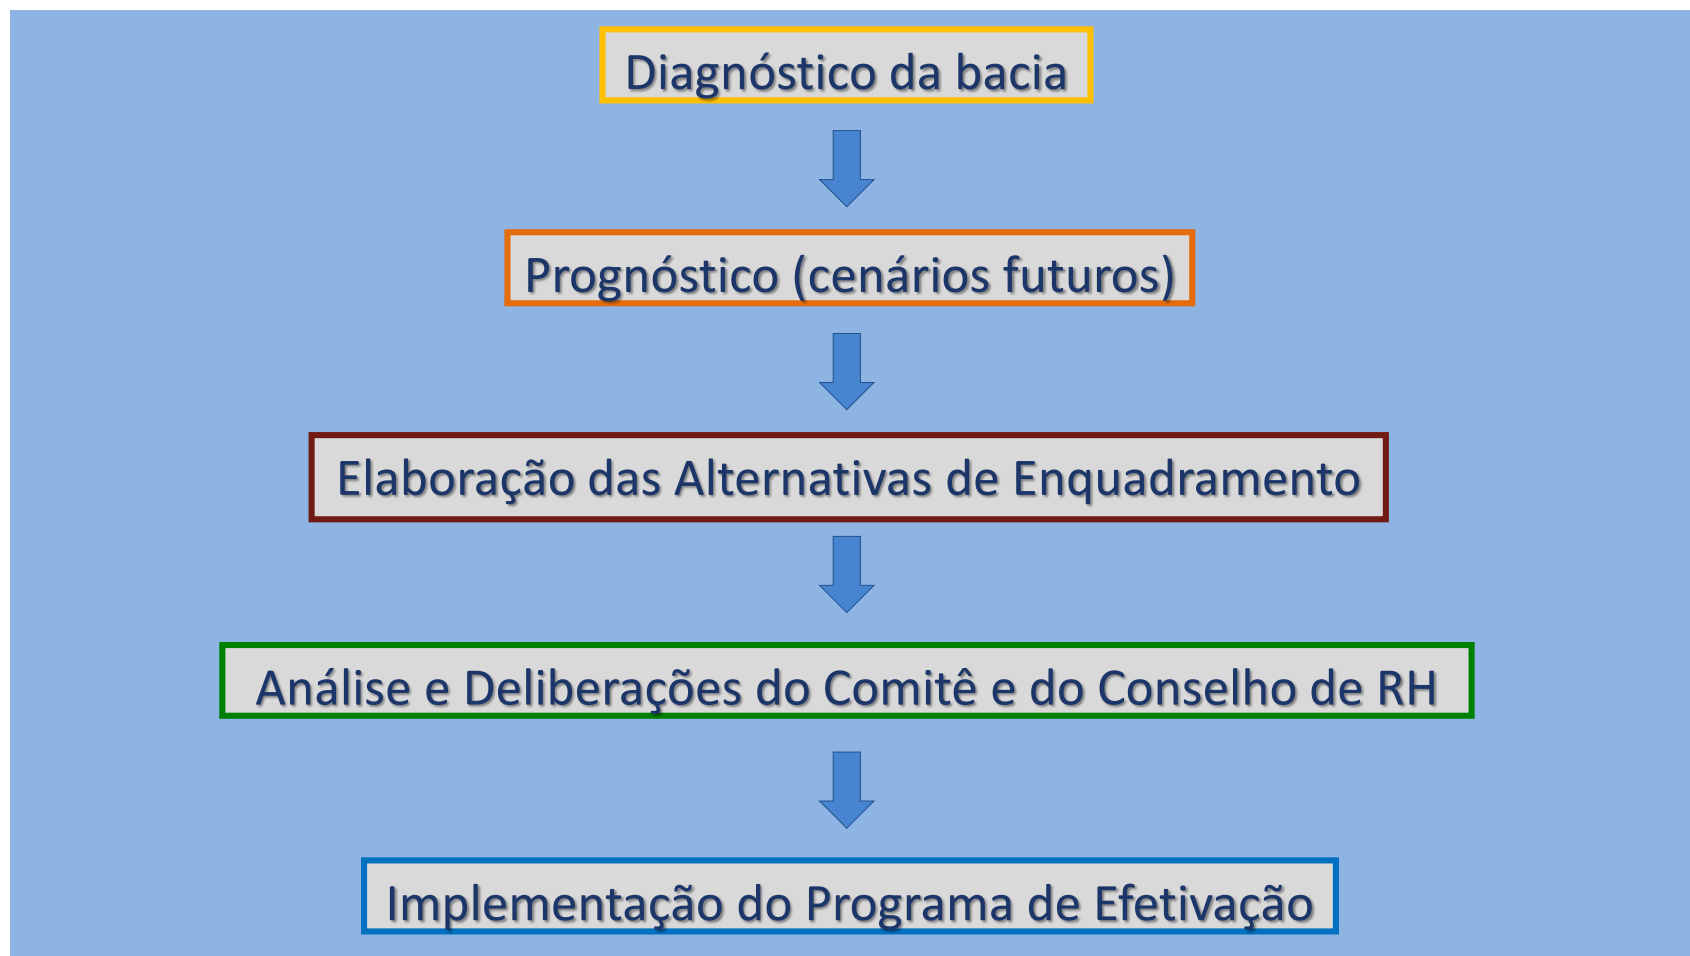 Diagnóstico da bacia
Prognóstico (cenários futuros)
Elaboração das Alternativas de Enquadramento
Análise e Deliberações do Comitê e do Conselho de RH
Implementação do Programa de Efetivação